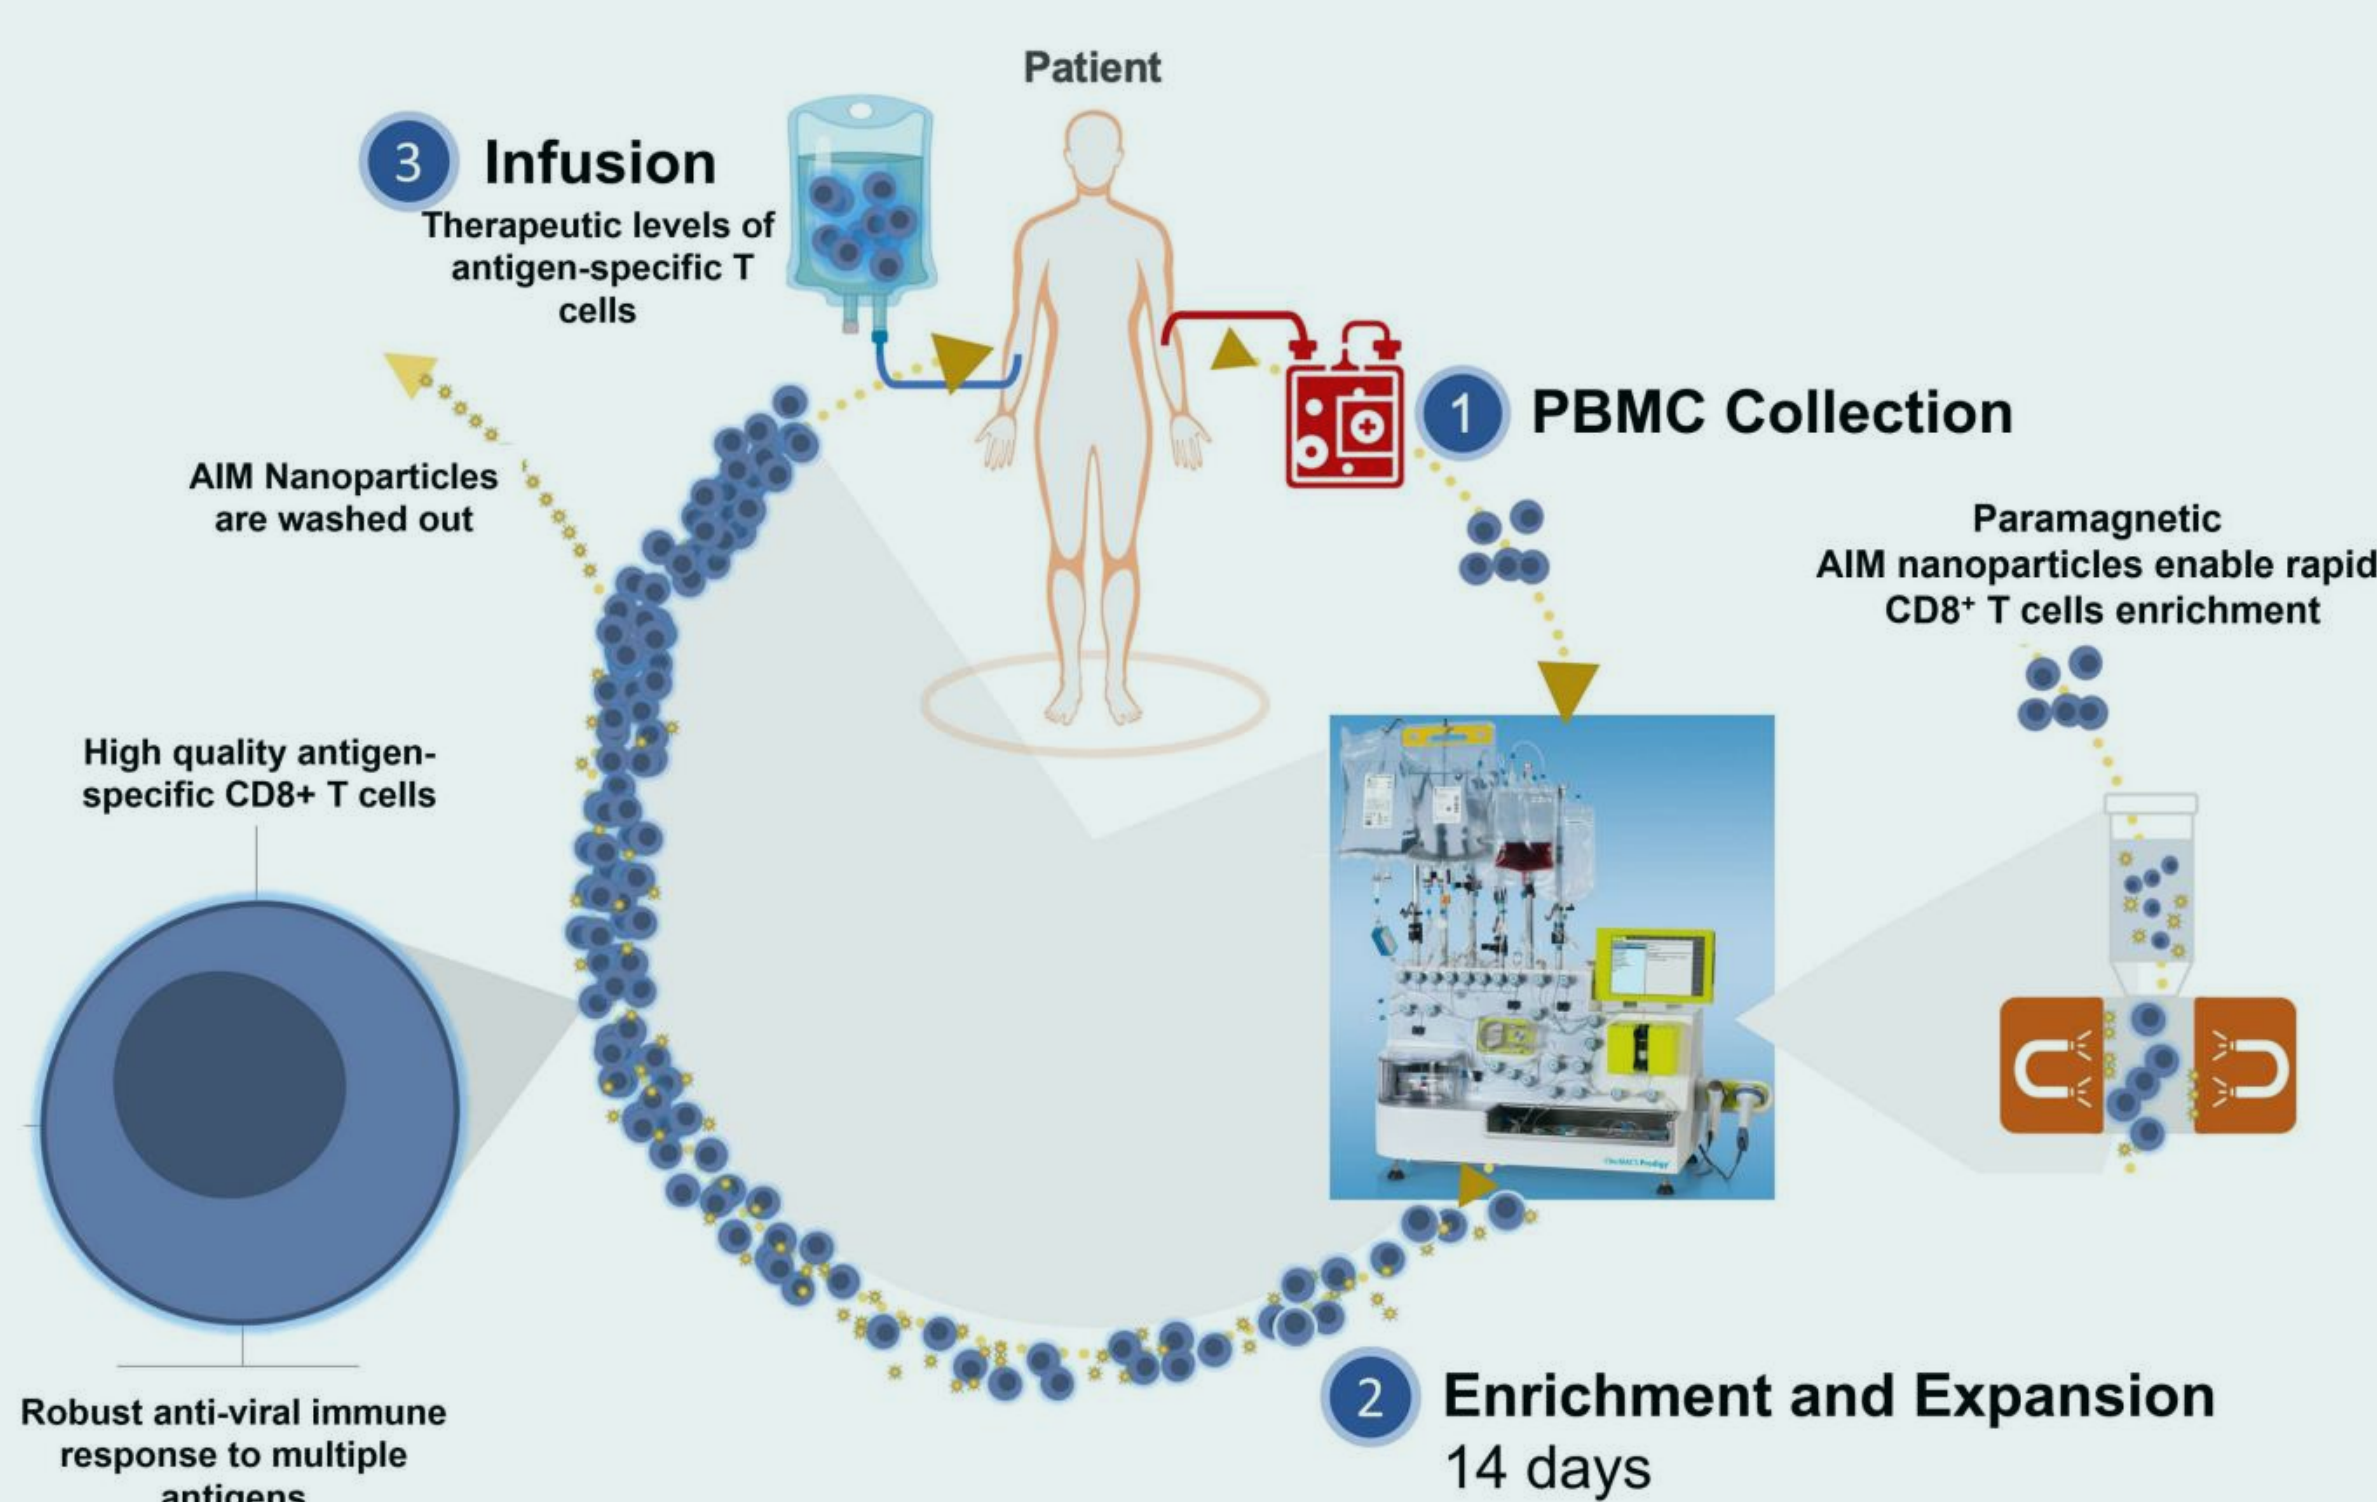 Patient
3 Infusion
Therapeutic levels of
antigen-specific T
cells
1 PBMC Collection
AIM Nanoparticles
are washed out
Paramagnetic
AIM nanoparticles enable rapid
CD8⁺ T cells enrichment
High quality antigen-
specific CD8+ T cells
2 Enrichment and Expansion
14 days
Robust anti-viral immune
response to multiple
antigens